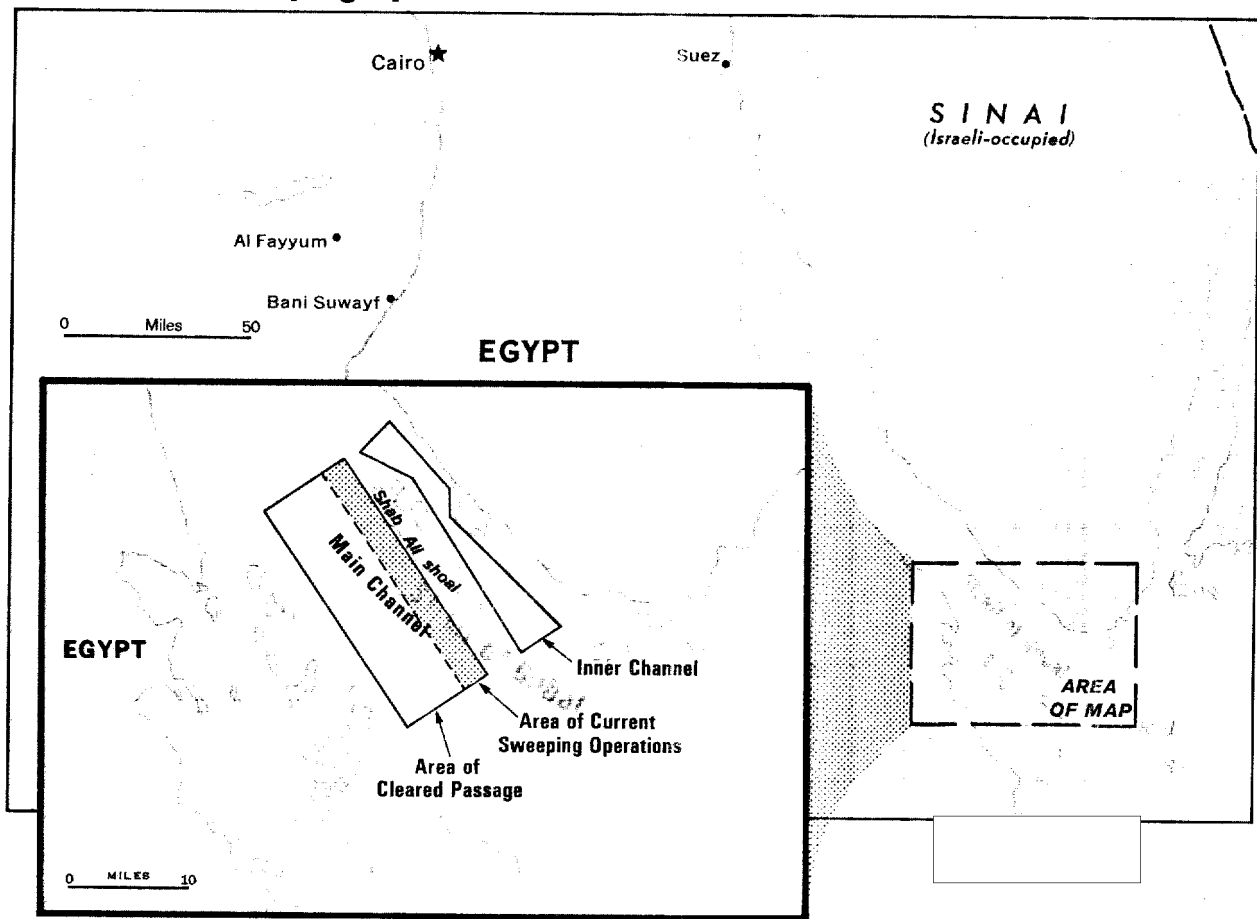 Cairo
Suez
SINAI
(Israeli-occupied)
Al Fayyum
Bani Suwayf
0 Miles 50
EGYPT
Shab Ali shoal
Main Channel
EGYPT
Inner Channel
Area of Current
Sweeping Operations
Area of
Cleared Passage
0 MILES 10
AREA
OF MAP